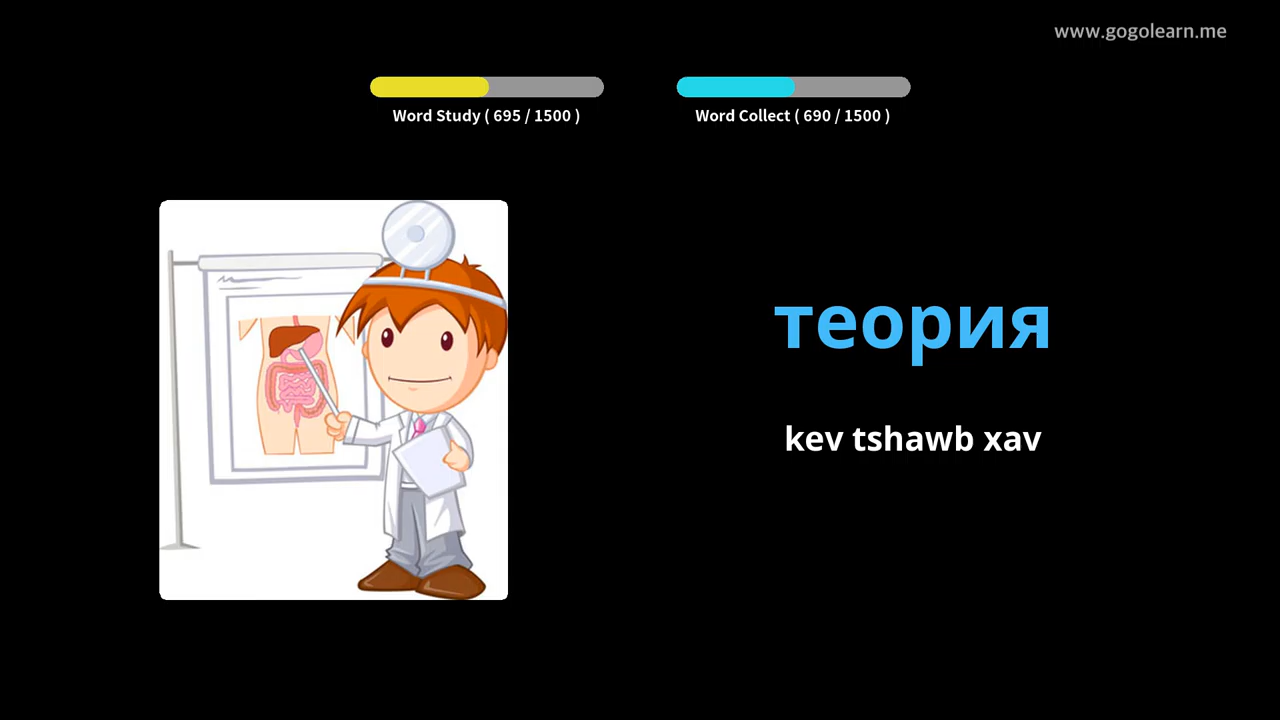 www.gogolearn.me
Word Study ( 695 / 1500 )
Word Collect ( 690 / 1500 )
теория
kev tshawb xav